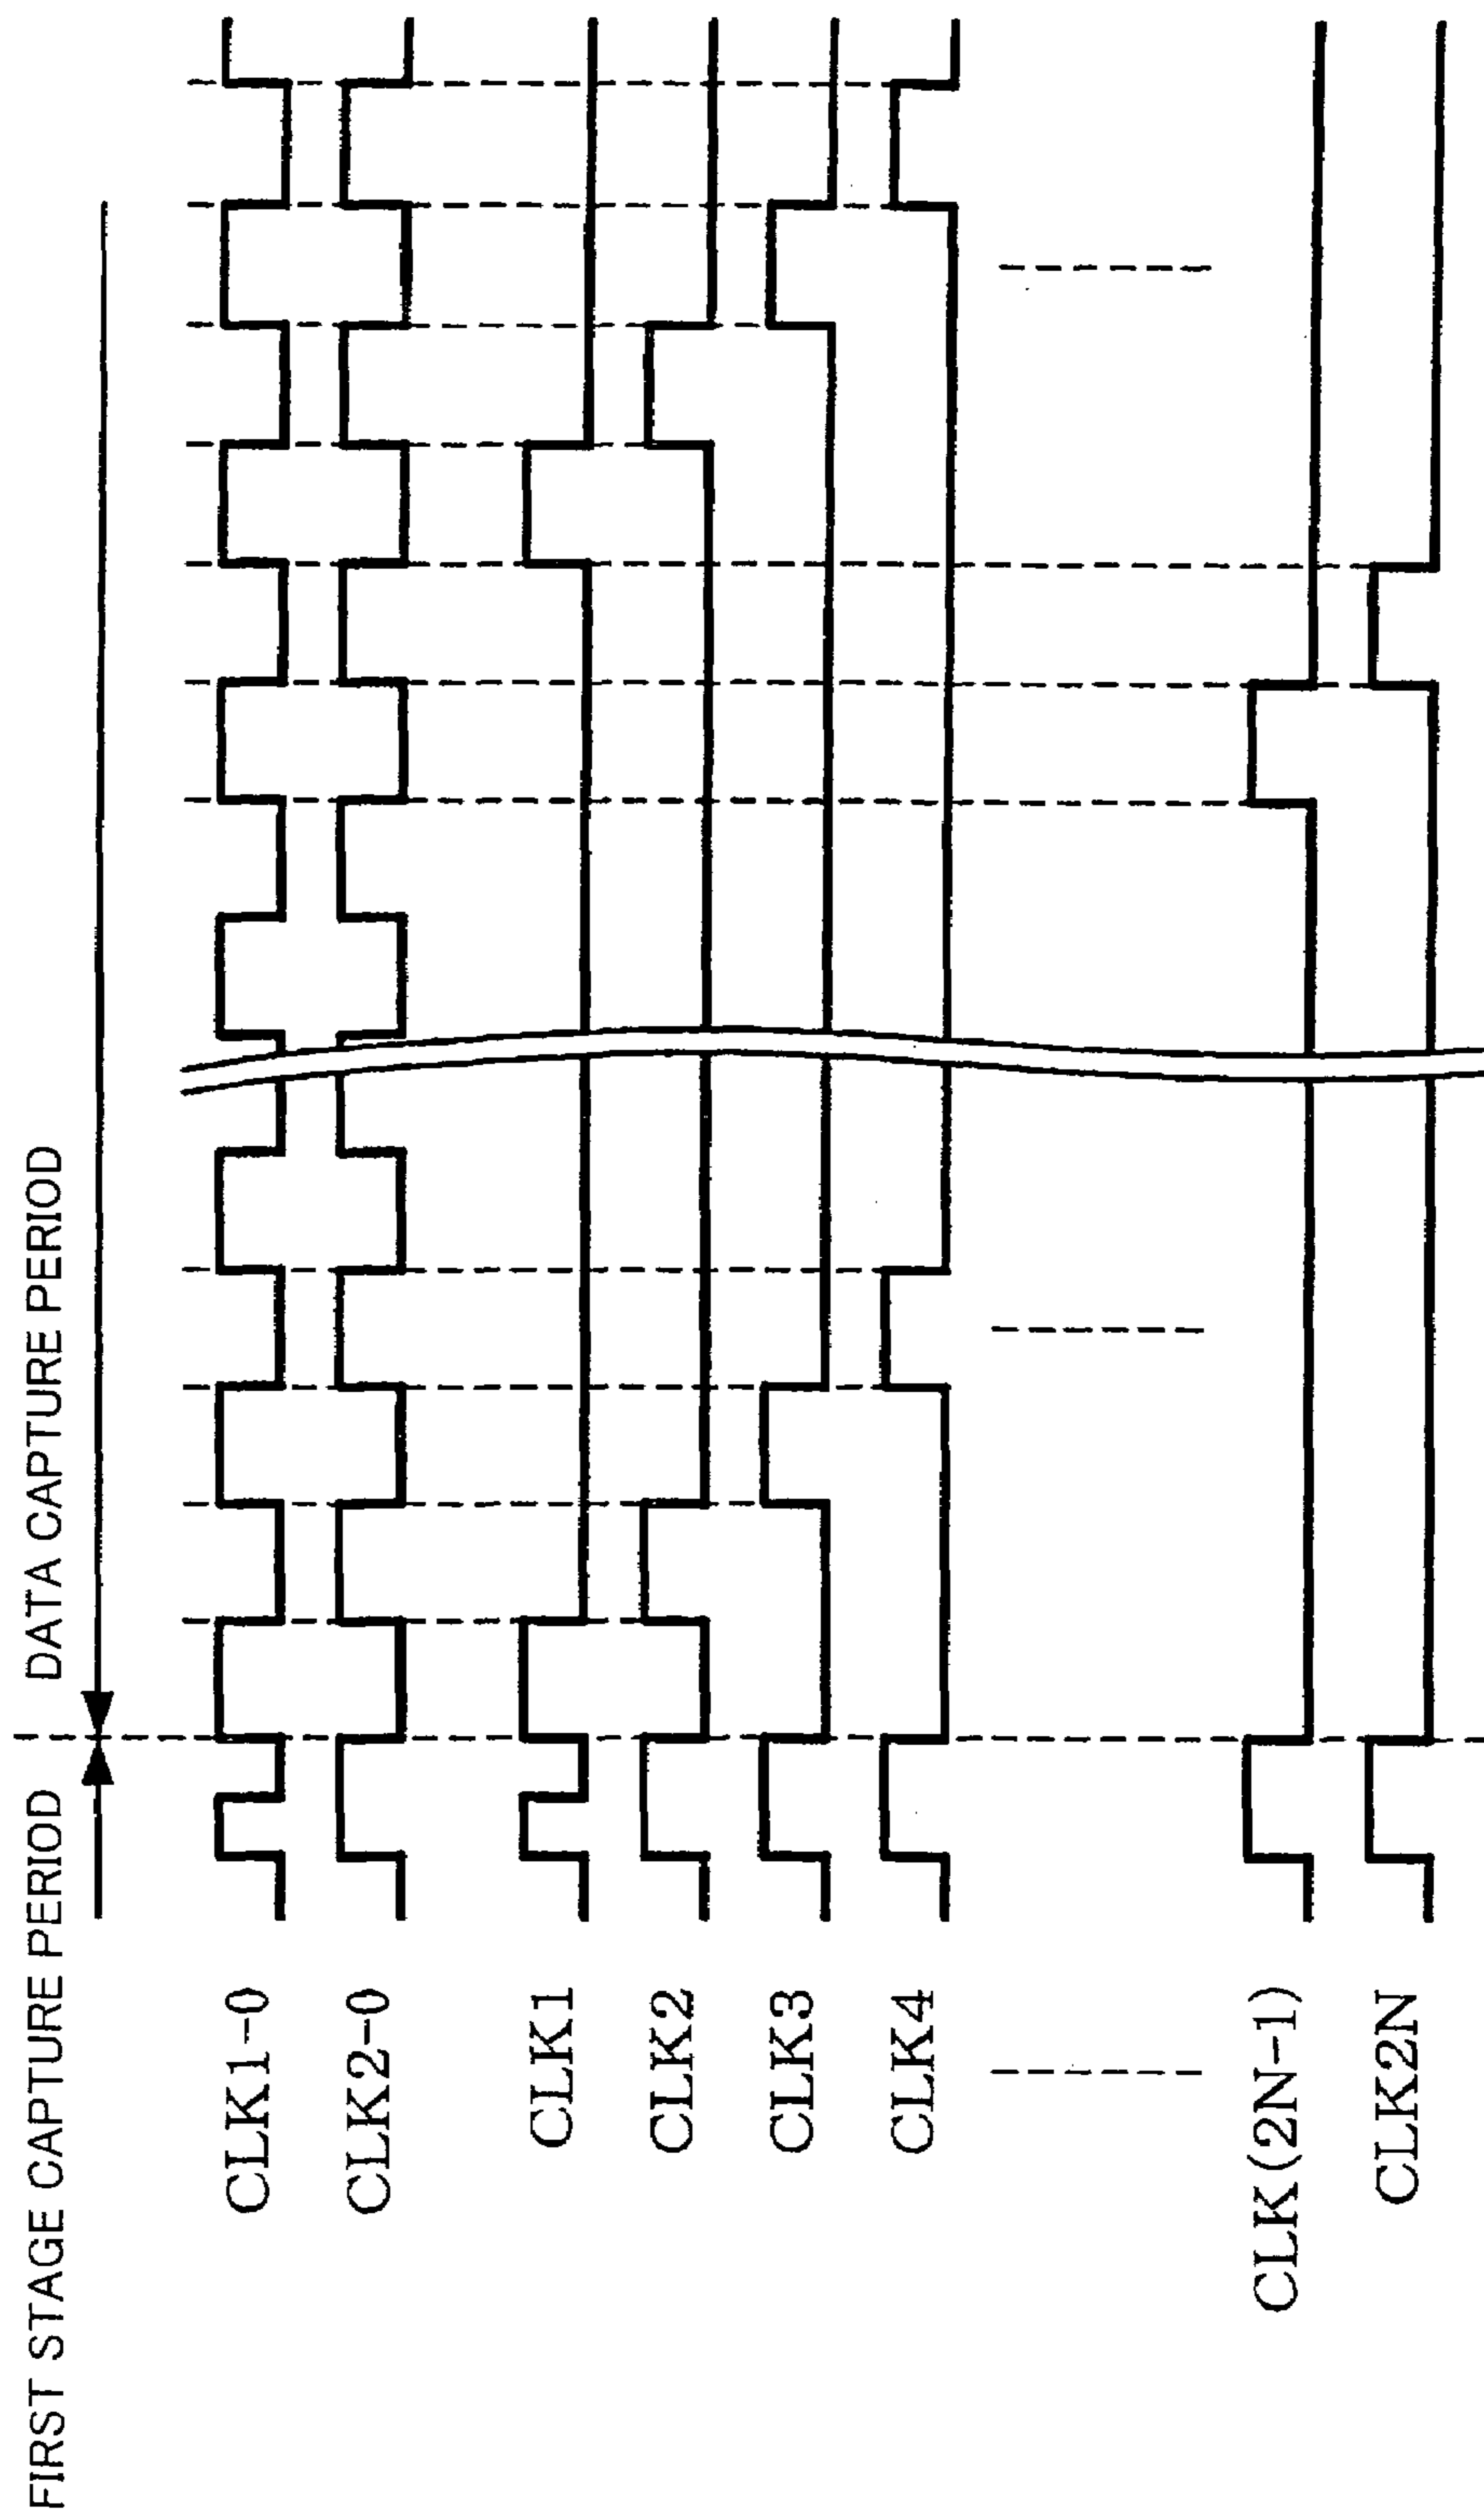 FIRST STAGE CAPTURE PERIOD
DATA CAPTURE PERIOD
CLK1-0
CLK2-0
CLK1
CLK2
CLK3
CLK4
CLK(2N-1)
CLK2N